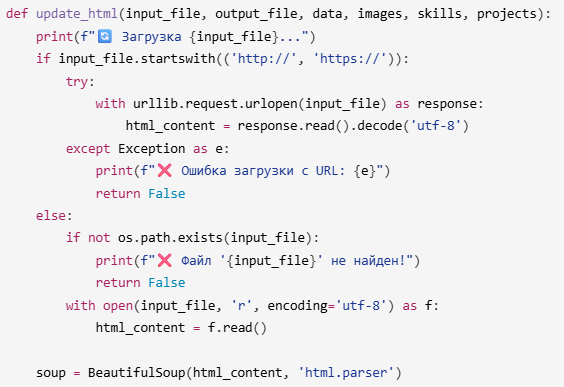 def update_html(input_file, output_file, data, images, skills, projects):
    print(f"🔄 Загрузка {input_file}...")
    if input_file.startswith(('http://', 'https://')):
        try:
            with urllib.request.urlopen(input_file) as response:
                html_content = response.read().decode('utf-8')
        except Exception as e:
            print(f"❌ Ошибка загрузки с URL: {e}")
            return False
    else:
        if not os.path.exists(input_file):
            print(f"❌ Файл '{input_file}' не найден!")
            return False
        with open(input_file, 'r', encoding='utf-8') as f:
            html_content = f.read()

    soup = BeautifulSoup(html_content, 'html.parser')